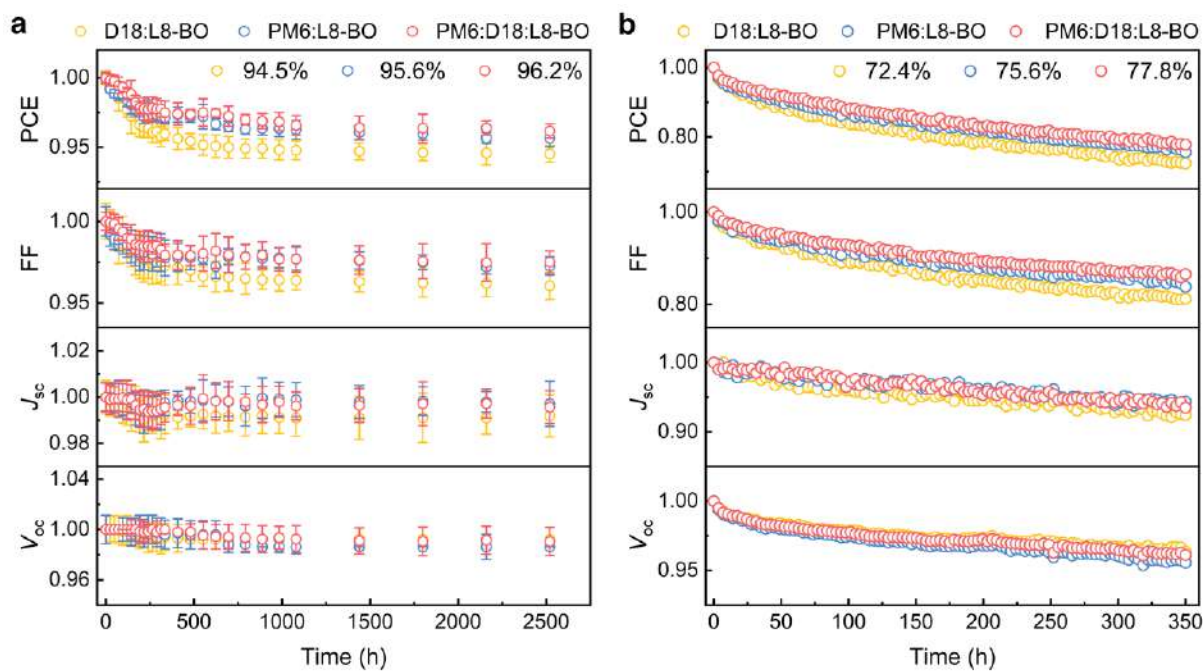 a
D18:L8-BO PM6:L8-BO PM6:D18:L8-BO
94.5% 95.6% 96.2%
PCE
1.00
0.95
FF
1.00
0.95
Jsc
1.02
1.00
0.98
Voc
1.04
1.00
0.96
0 500 1000 1500 2000 2500
Time (h)
b
D18:L8-BO PM6:L8-BO PM6:D18:L8-BO
72.4% 75.6% 77.8%
PCE
1.00
0.80
FF
1.00
0.80
Jsc
1.00
0.90
Voc
1.00
0.95
0 50 100 150 200 250 300 350
Time (h)